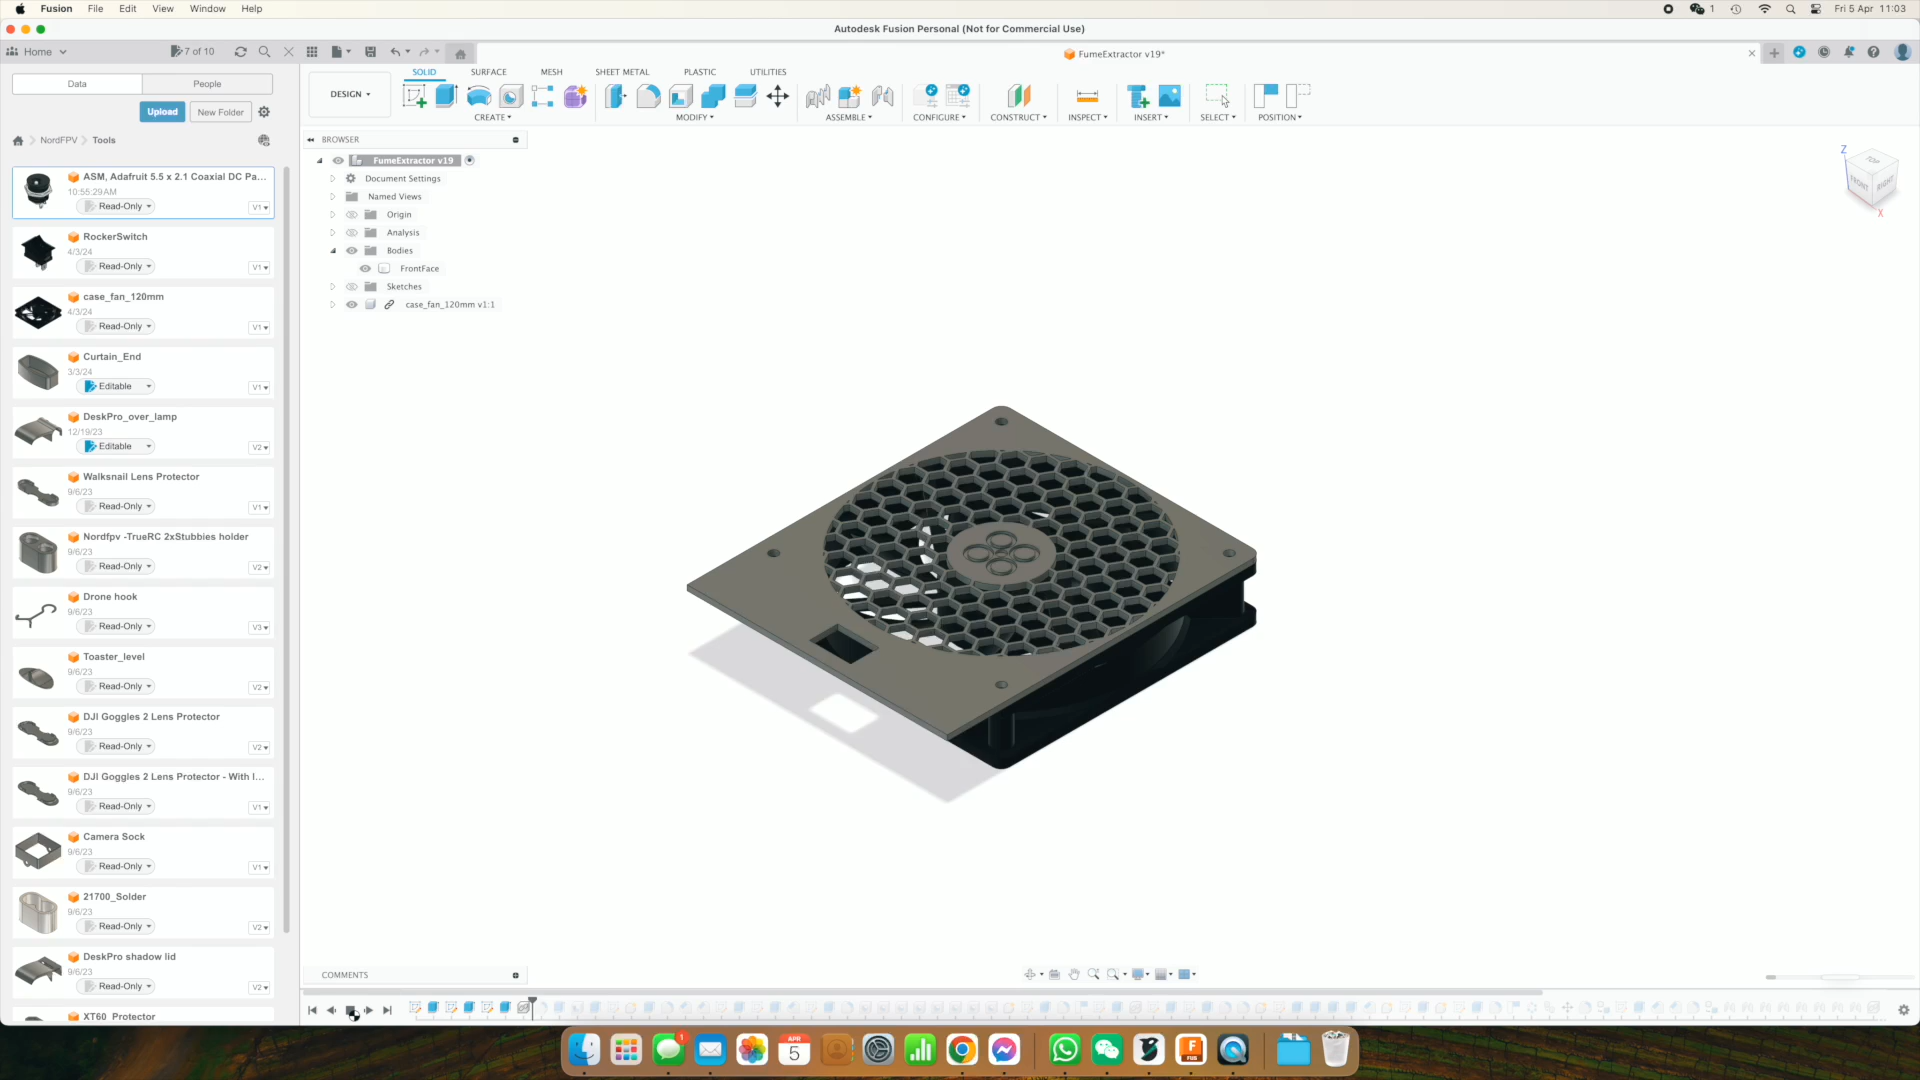 Fusion File Edit View Window Help
1 Fri 5 Apr 11:03
Autodesk Fusion Personal (Not for Commercial Use)
Home 7 of 10
FumeExtractor v19*
Data People
Upload New Folder
NordFPV Tools
DESIGN
SOLID SURFACE MESH SHEET METAL PLASTIC UTILITIES
CREATE MODIFY ASSEMBLE CONFIGURE CONSTRUCT INSPECT INSERT SELECT POSITION
BROWSER
FumeExtractor v19
Document Settings
Named Views
Origin
Analysis
Bodies
FrontFace
Sketches
case_fan_120mm v1:1
ASM, Adafruit 5.5 x 2.1 Coaxial DC Pa...
10:55:29 AM
Read-Only V1
RockerSwitch
4/3/24
Read-Only V1
case_fan_120mm
4/3/24
Read-Only V1
Curtain_End
3/3/24
Editable V1
DeskPro_over_lamp
12/19/23
Editable V2
Walksnail Lens Protector
9/6/23
Read-Only V1
Nordfpv -TrueRC 2xStubbies holder
9/6/23
Read-Only V2
Drone hook
9/6/23
Read-Only V3
Toaster_level
9/6/23
Read-Only V2
DJI Goggles 2 Lens Protector
9/6/23
Read-Only V2
DJI Goggles 2 Lens Protector - With l...
9/6/23
Read-Only V1
Camera Sock
9/6/23
Read-Only V1
21700_Solder
9/6/23
Read-Only V2
DeskPro shadow lid
9/6/23
Read-Only V2
XT60_Protector
Z
TOP
FRONT RIGHT
X
COMMENTS
1
APR
5
F
FUS